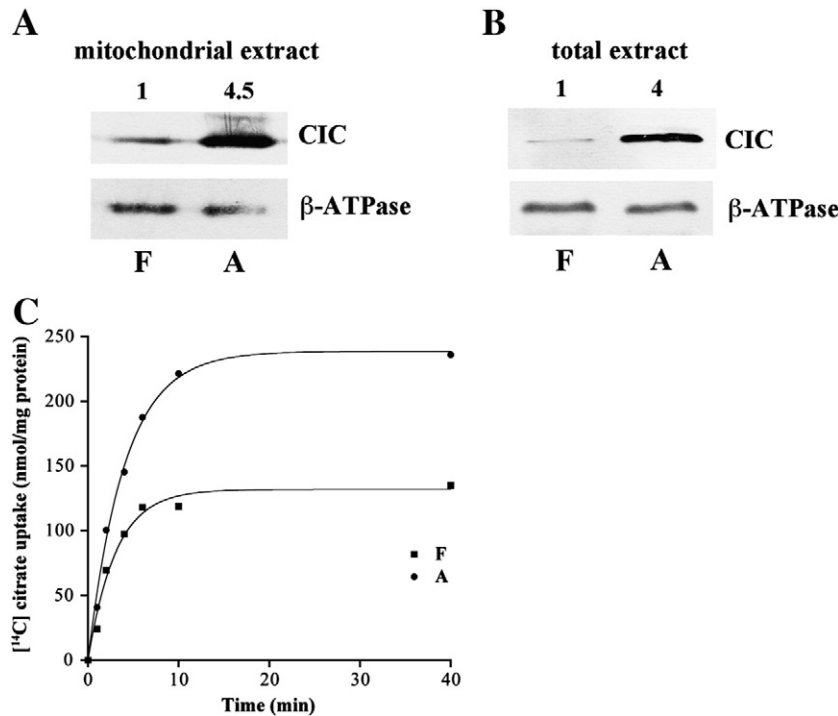 A
mitochondrial extract
1 4.5
CIC
β-ATPase
F A
B
total extract
1 4
CIC
β-ATPase
F A
C
250
200
150
100
50
0
[¹⁴C] citrate uptake (nmol/mg protein)
F
A
0 10 20 30 40
Time (min)